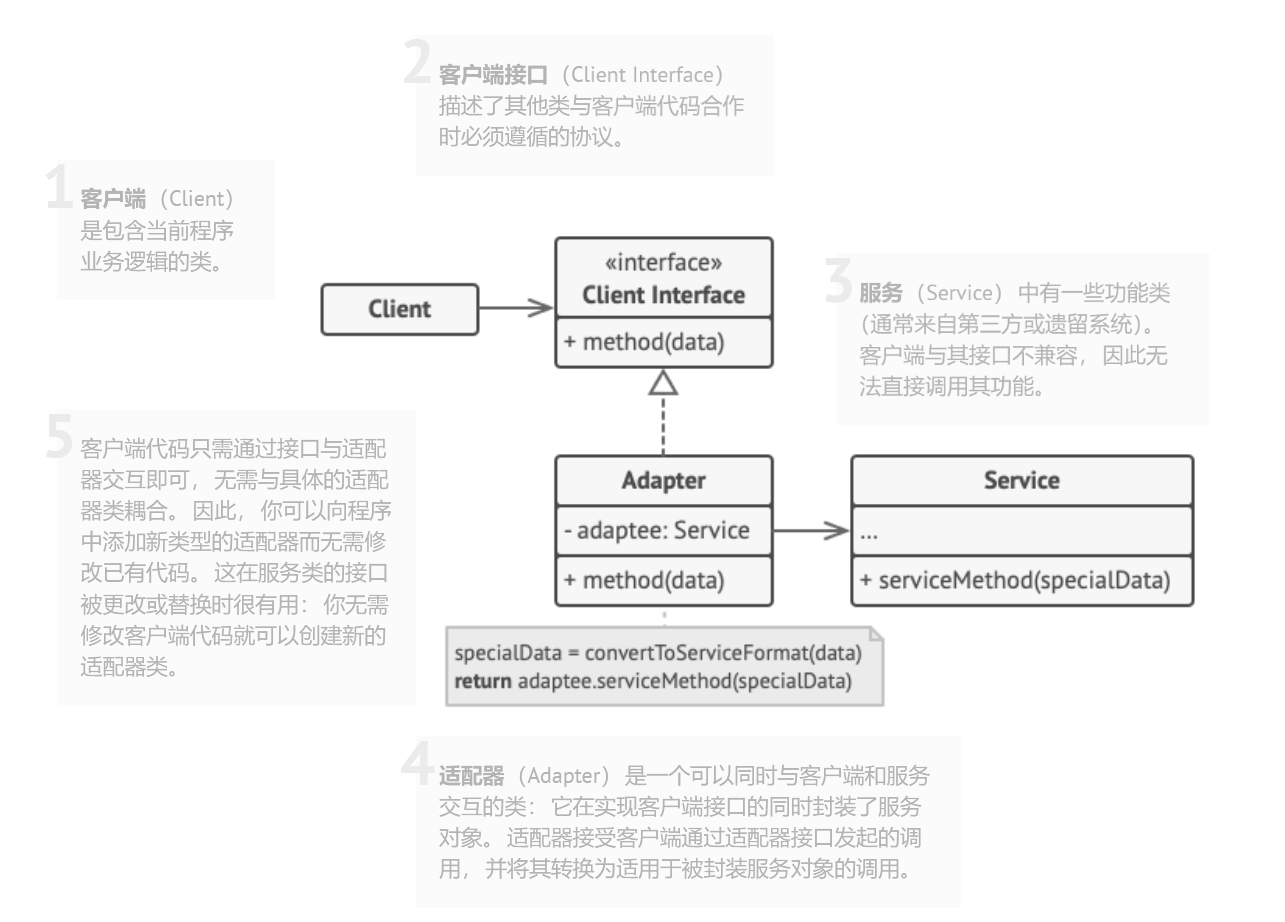 2
客户端接口 （Client Interface）
描述了其他类与客户端代码合作
时必须遵循的协议。
1
客户端 （Client）
是包含当前程序
业务逻辑的类。
Client
«interface»
Client Interface
+ method(data)
3
服务 （Service） 中有一些功能类
（通常来自第三方或遗留系统）。
客户端与其接口不兼容， 因此无
法直接调用其功能。
5
客户端代码只需通过接口与适配
器交互即可， 无需与具体的适配
器类耦合。 因此， 你可以向程序
中添加新类型的适配器而无需修
改已有代码。 这在服务类的接口
被更改或替换时很有用： 你无需
修改客户端代码就可以创建新的
适配器类。
Adapter
- adaptee: Service
+ method(data)
Service
...
+ serviceMethod(specialData)
specialData = convertToServiceFormat(data)
return adaptee.serviceMethod(specialData)
4
适配器 （Adapter） 是一个可以同时与客户端和服务
交互的类： 它在实现客户端接口的同时封装了服务
对象。 适配器接受客户端通过适配器接口发起的调
用， 并将其转换为适用于被封装服务对象的调用。